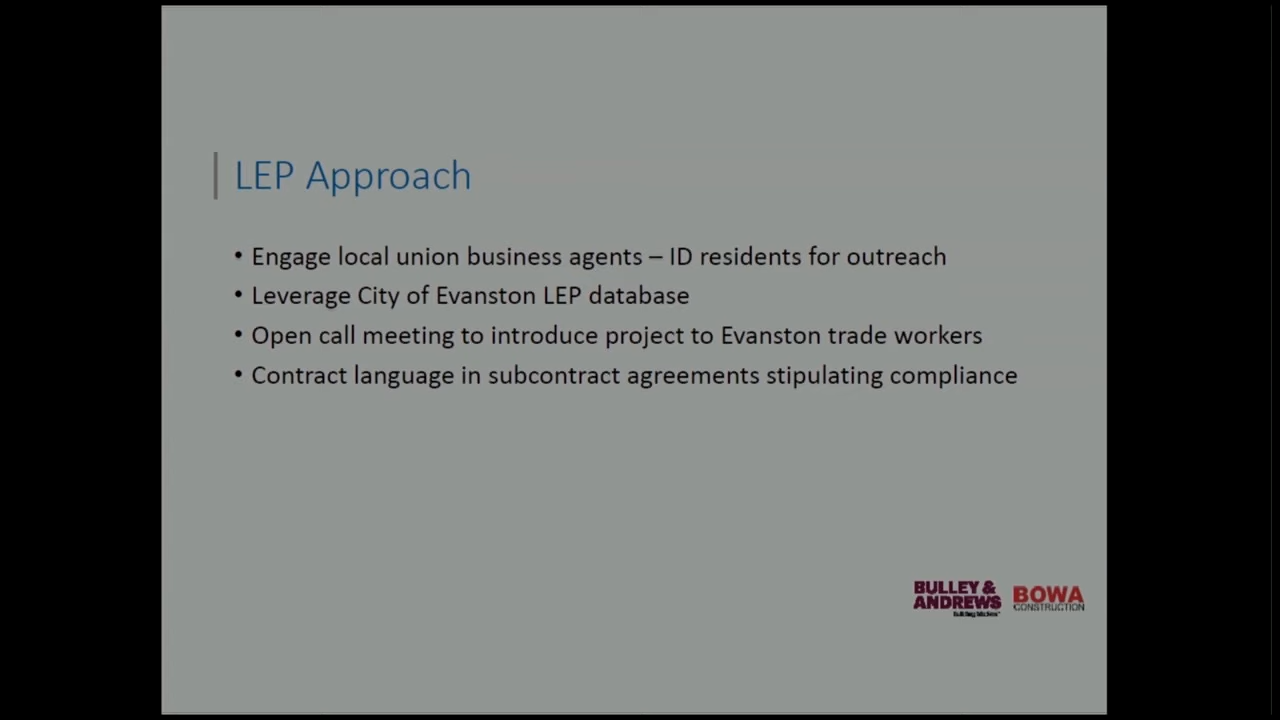 LEP Approach
• Engage local union business agents – ID residents for outreach
• Leverage City of Evanston LEP database
• Open call meeting to introduce project to Evanston trade workers
• Contract language in subcontract agreements stipulating compliance
BULLEY &
ANDREWS
BOWA
CONSTRUCTION